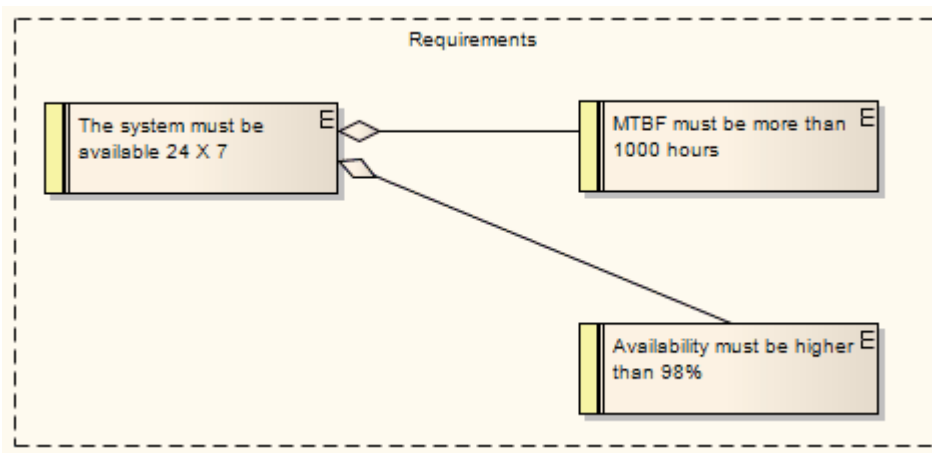 Requirements
The system must be
available 24 X 7
E
MTBF must be more than
1000 hours
E
Availability must be higher
than 98%
E